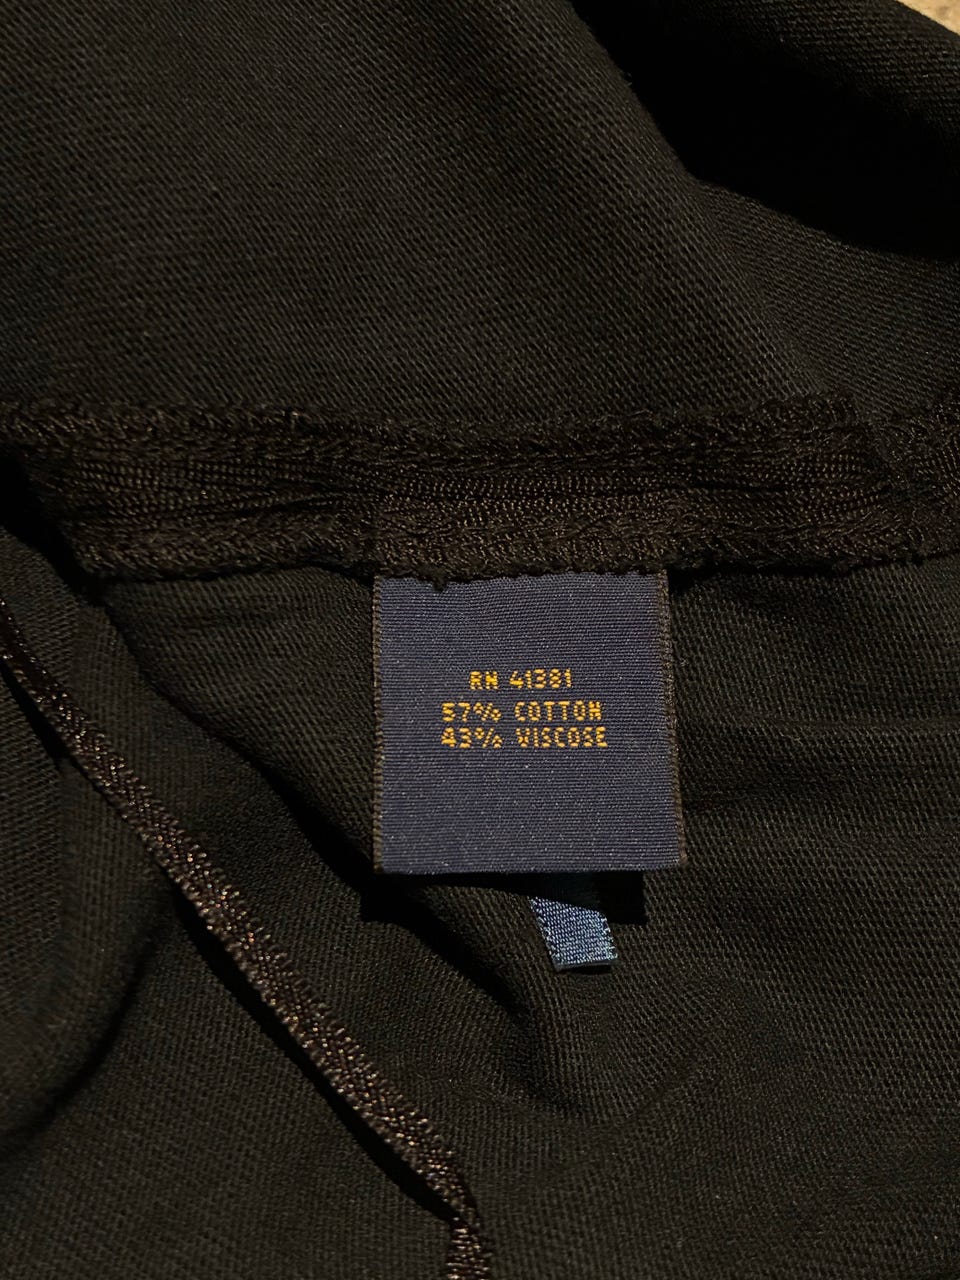 RN 41381
57% COTTON
43% VISCOSE